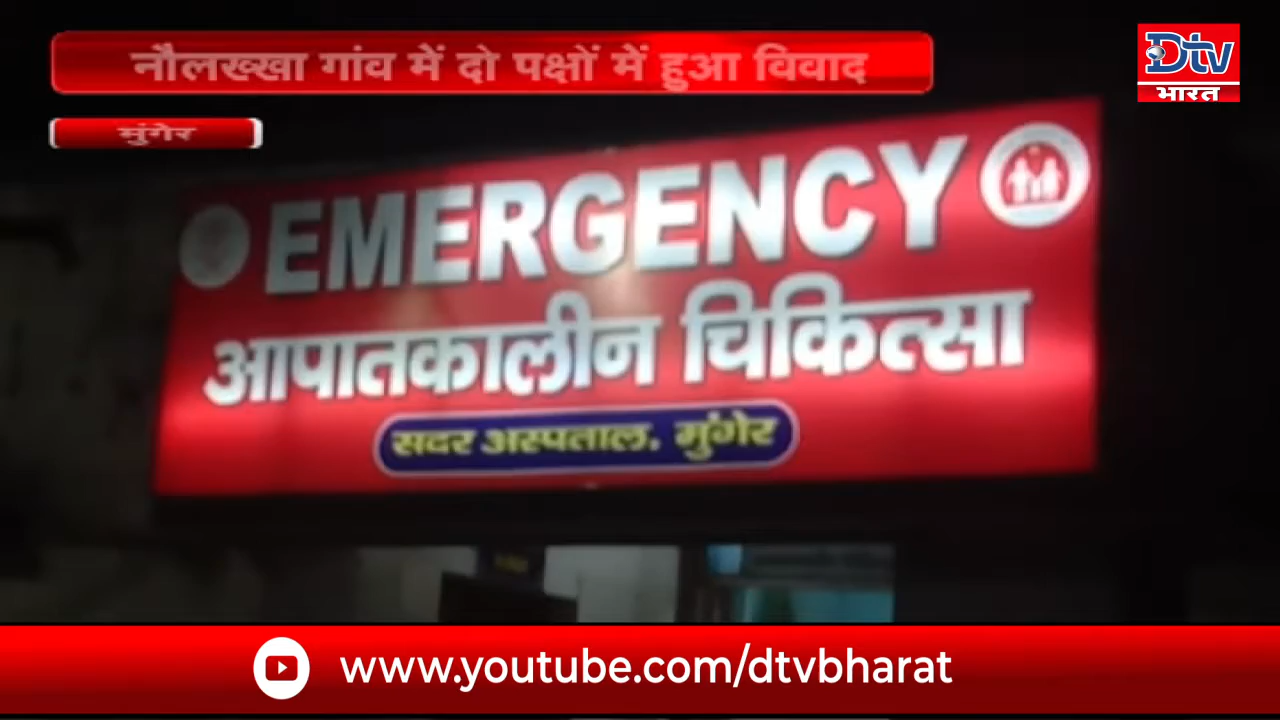 नौलख्खा गांव में दो पक्षों में हुआ विवाद
Dtv
भारत
मुंगेर
EMERGENCY
आपातकालीन चिकित्सा
सदर अस्पताल, मुंगेर
www.youtube.com/dtvbharat